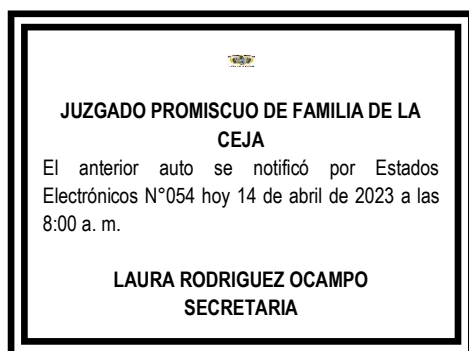 JUZGADO PROMISCUO DE FAMILIA DE LA
CEJA
El anterior auto se notificó por Estados
Electrónicos N°054 hoy 14 de abril de 2023 a las
8:00 a. m.
LAURA RODRIGUEZ OCAMPO
SECRETARIA